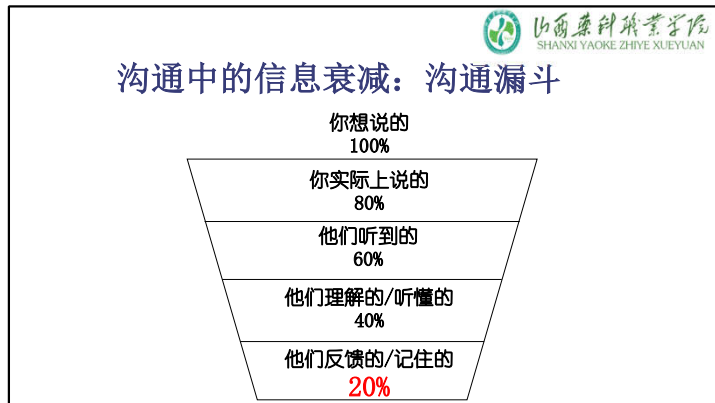 山西药科职业学院
SHANXI YAOKE ZHIYE XUEYUAN
沟通中的信息衰减：沟通漏斗
你想说的
100%
你实际上说的
80%
他们听到的
60%
他们理解的/听懂的
40%
他们反馈的/记住的
20%